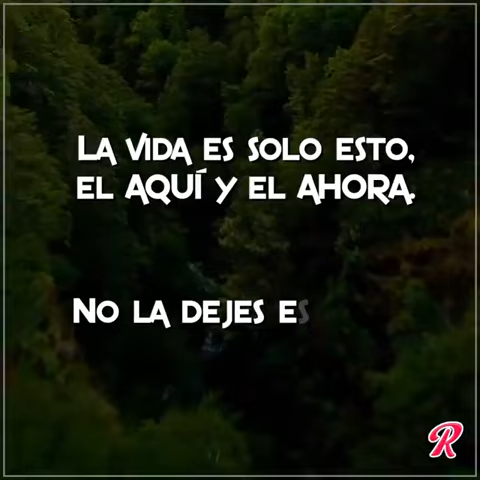 La vida es solo esto,
el aquí y el ahora.
No la dejes es
R